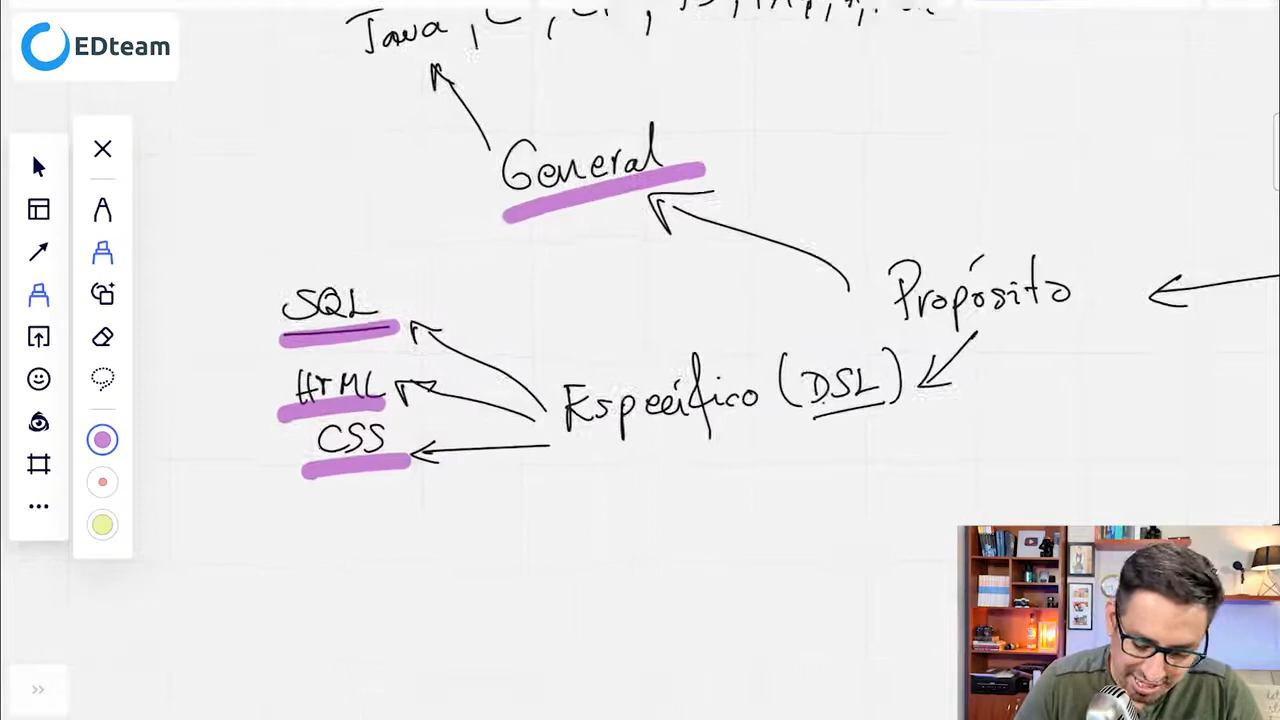 EDteam
Java, C
General
Propósito
SQL
HTML
Específico (DSL)
CSS